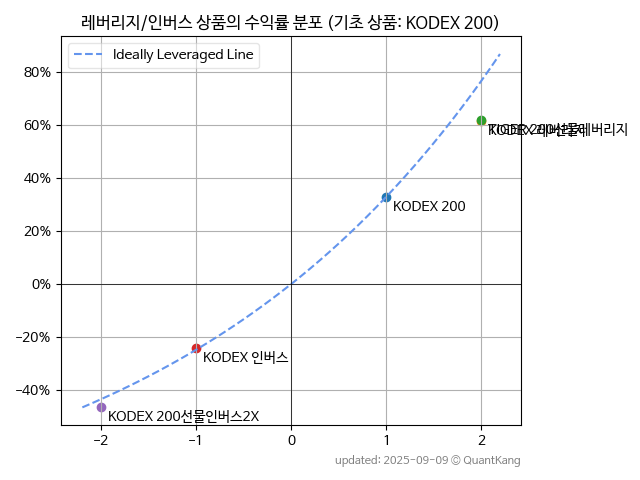 레버리지/인버스 상품의 수익률 분포 (기초 상품: KODEX 200)
Ideally Leveraged Line
80%
60%
40%
20%
0%
−20%
−40%
KODEX 200
KODEX 인버스
KODEX 200선물인버스2X
−2
−1
0
1
2
updated: 2025-09-09 © QuantKang